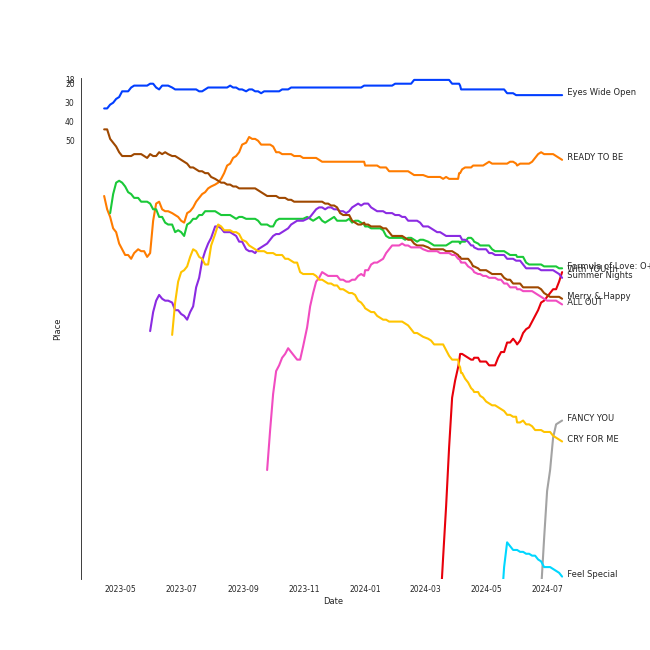 18
20
30
40
50
Place
Eyes Wide Open
READY TO BE
Formula of Love: O+
WITH YOU-th
Summer Nights
Merry & Happy
ALL OUT
FANCY YOU
CRY FOR ME
Feel Special
2023-05 2023-07 2023-09 2023-11 2024-01 2024-03 2024-05 2024-07
Date